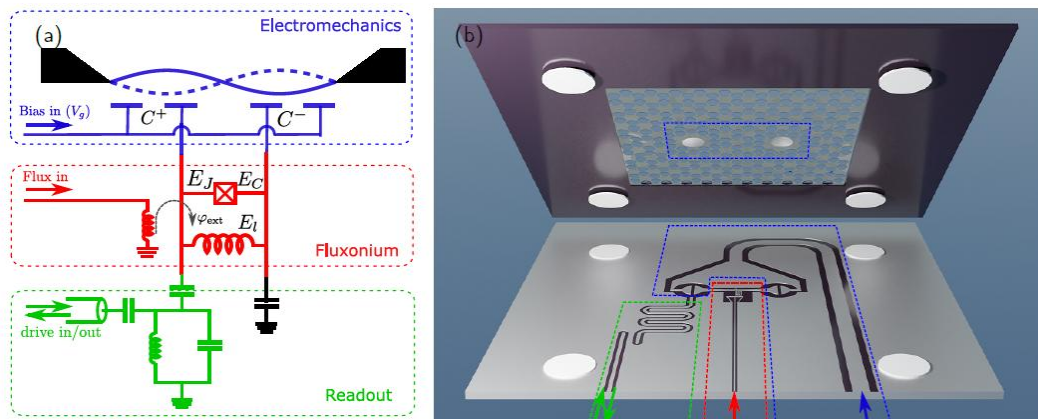 (a)
Electromechanics
Bias in (V_g)
C⁺
C⁻
Flux in
E_J
E_C
φ_ext
E_l
Fluxonium
drive in/out
Readout
(b)